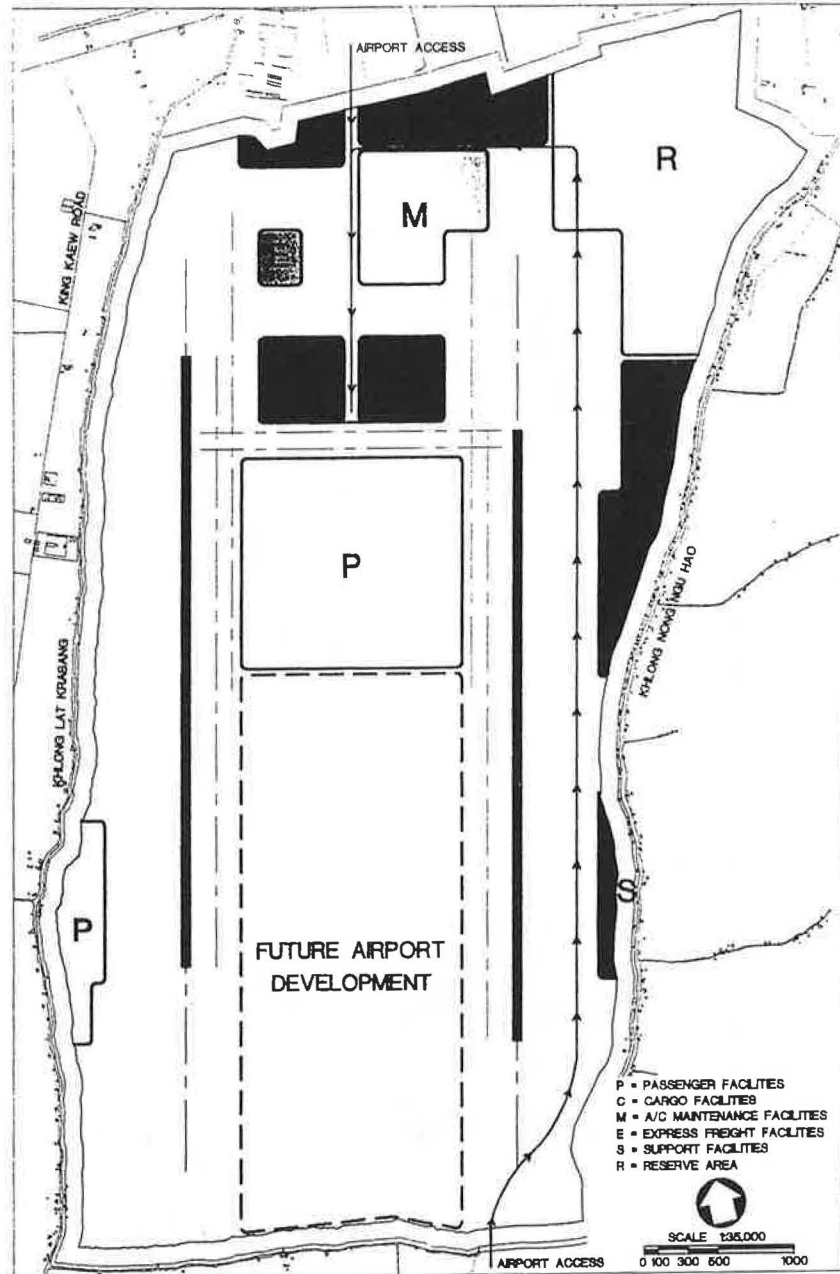 AIRPORT ACCESS
R
M
KING KAEW ROAD
P
KHLONG NONG NGU HAO
KHLONG LAT KRABANG
S
P
FUTURE AIRPORT
DEVELOPMENT
P = PASSENGER FACILITIES
C = CARGO FACILITIES
M = A/C MAINTENANCE FACILITIES
E = EXPRESS FREIGHT FACILITIES
S = SUPPORT FACILITIES
R = RESERVE AREA
SCALE 1:35,000
0 100 300 500 1000
AIRPORT ACCESS